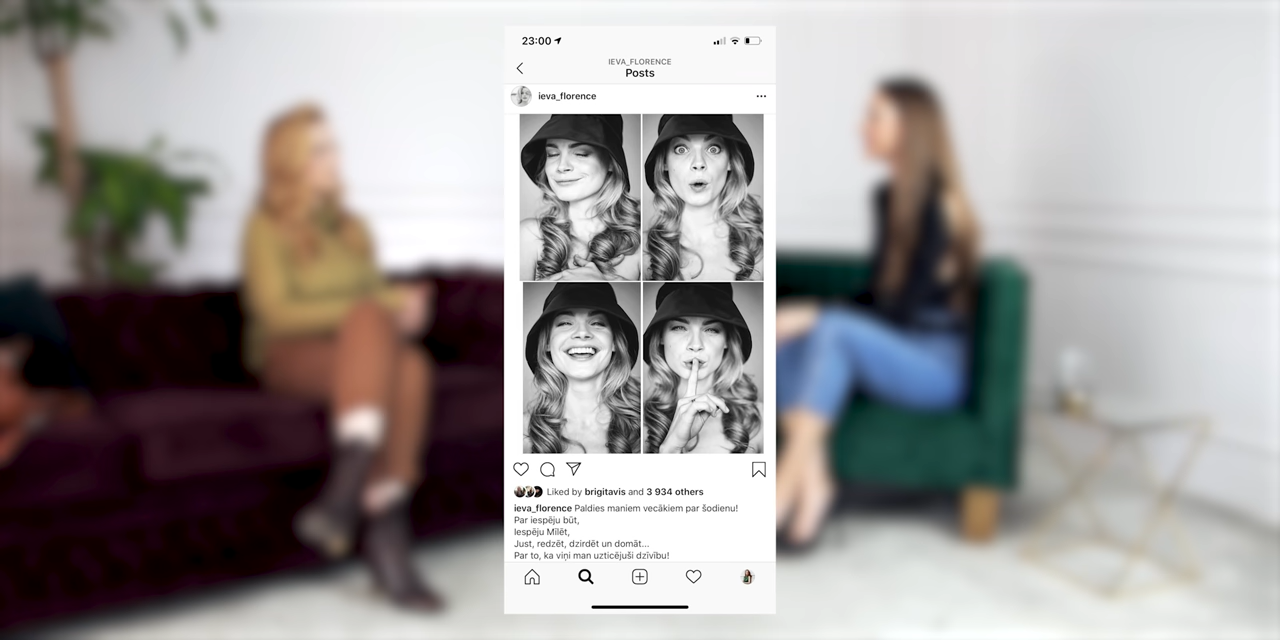 23:00
IEVA_FLORENCE
Posts
ieva_florence
Liked by brigitavis and 3 934 others
ieva_florence Paldies maniem vecākiem par šodienu!
Par iespēju būt,
Iespēju Mīlēt,
Just, redzēt, dzirdēt un domāt...
Par to, ka viņi man uzticējuši dzīvību!